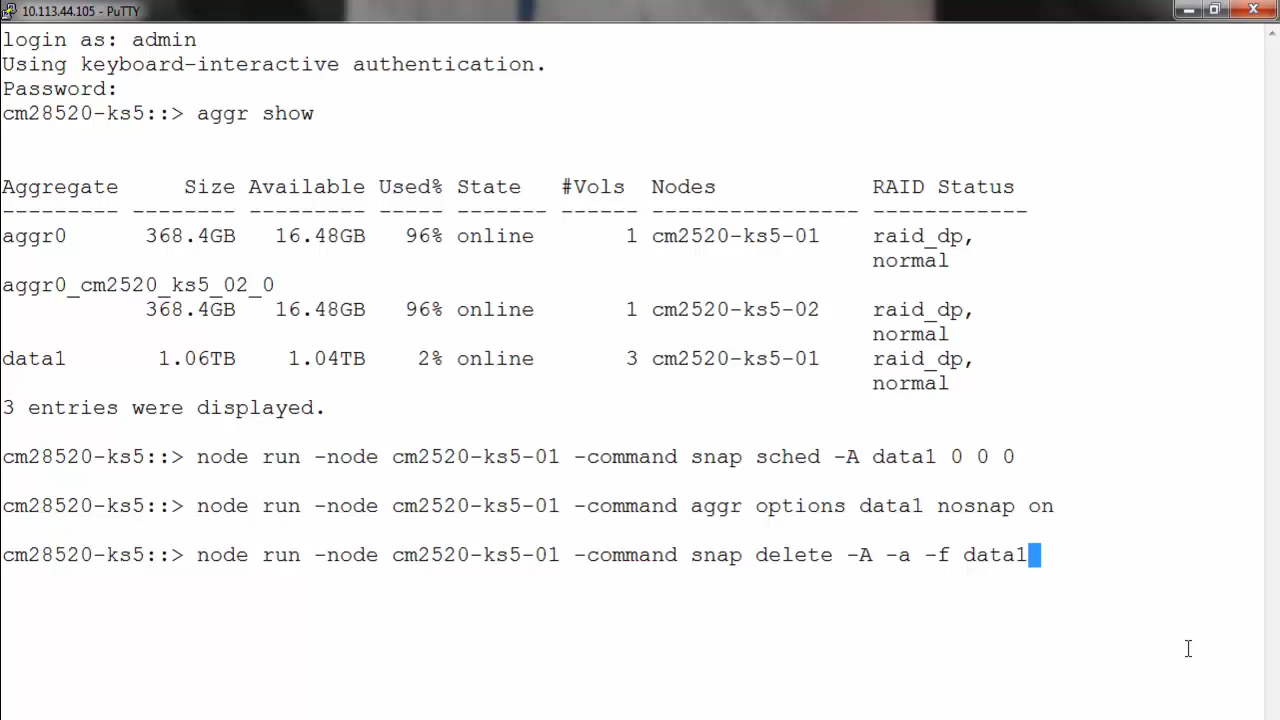 10.113.44.105 - PuTTY
login as: admin
Using keyboard-interactive authentication.
Password:
cm28520-ks5::> aggr show
Aggregate     Size Available Used% State   #Vols  Nodes            RAID Status
--------- -------- --------- ----- ------- ------ ---------------- ------------
aggr0      368.4GB   16.48GB   96% online       1 cm2520-ks5-01    raid_dp,
                                                                   normal
aggr0_cm2520_ks5_02_0
           368.4GB   16.48GB   96% online       1 cm2520-ks5-02    raid_dp,
                                                                   normal
data1       1.06TB    1.04TB    2% online       3 cm2520-ks5-01    raid_dp,
                                                                   normal
3 entries were displayed.
cm28520-ks5::> node run -node cm2520-ks5-01 -command snap sched -A data1 0 0 0
cm28520-ks5::> node run -node cm2520-ks5-01 -command aggr options data1 nosnap on
cm28520-ks5::> node run -node cm2520-ks5-01 -command snap delete -A -a -f data1